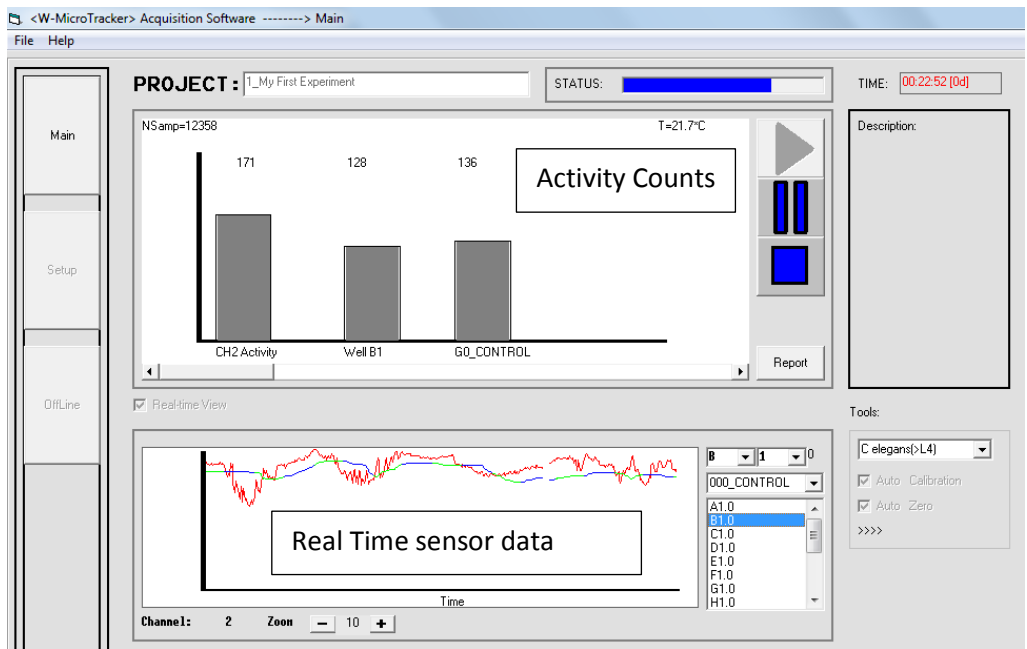 <W-MicroTracker> Acquisition Software --------> Main
File Help
PROJECT: 1_My First Experiment
STATUS:
TIME: 00:22:52 [0d]
Main
Setup
OffLine
NSamp=12358
T=21.7ºC
171 128 136
Activity Counts
CH2 Activity Well B1 G0_CONTROL
Report
Description:
Real-time View
Tools:
C elegans(>L4)
Auto Calibration
Auto Zero
>>>>
B 1 0
000_CONTROL
A1.0
B1.0
C1.0
D1.0
E1.0
F1.0
G1.0
H1.0
Real Time sensor data
Time
Channel: 2 Zoom - 10 +